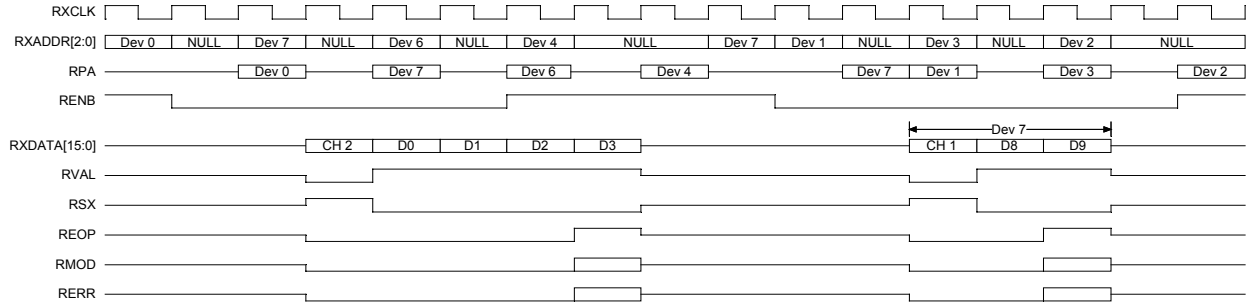 RXCLK
RXADDR[2:0] Dev 0 NULL Dev 7 NULL Dev 6 NULL Dev 4 NULL Dev 7 Dev 1 NULL Dev 3 NULL Dev 2 NULL
RPA Dev 0 Dev 7 Dev 6 Dev 4 Dev 7 Dev 1 Dev 3 Dev 2
RENB
Dev 7
RXDATA[15:0] CH 2 D0 D1 D2 D3 CH 1 D8 D9
RVAL
RSX
REOP
RMOD
RERR